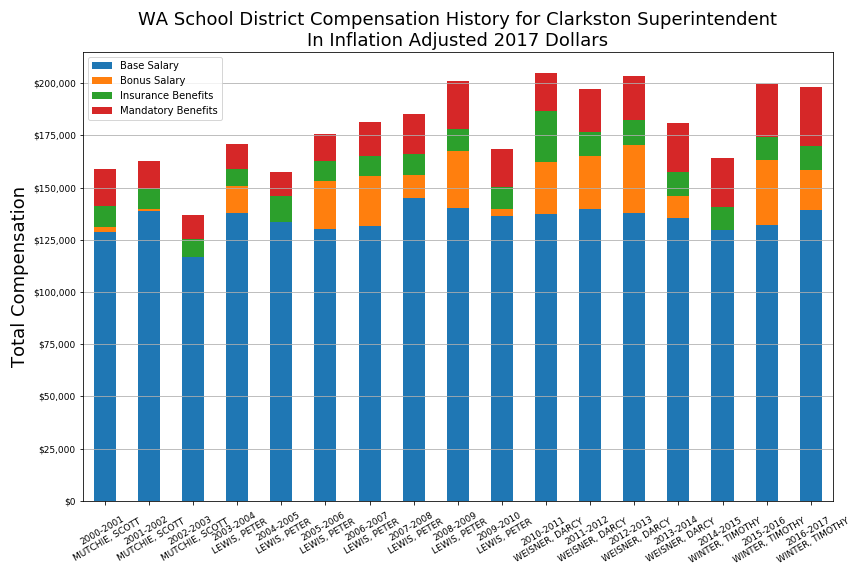 WA School District Compensation History for Clarkston Superintendent
In Inflation Adjusted 2017 Dollars
Base Salary
Bonus Salary
Insurance Benefits
Mandatory Benefits
Total Compensation
$200,000
$175,000
$150,000
$125,000
$100,000
$75,000
$50,000
$25,000
$0
2000-2001
MUTCHIE, SCOTT
2001-2002
MUTCHIE, SCOTT
2002-2003
MUTCHIE, SCOTT
2003-2004
LEWIS, PETER
2004-2005
LEWIS, PETER
2005-2006
LEWIS, PETER
2006-2007
LEWIS, PETER
2007-2008
LEWIS, PETER
2008-2009
LEWIS, PETER
2009-2010
LEWIS, PETER
2010-2011
WEISNER, DARCY
2011-2012
WEISNER, DARCY
2012-2013
WEISNER, DARCY
2013-2014
WEISNER, DARCY
2014-2015
WINTER, TIMOTHY
2015-2016
WINTER, TIMOTHY
2016-2017
WINTER, TIMOTHY